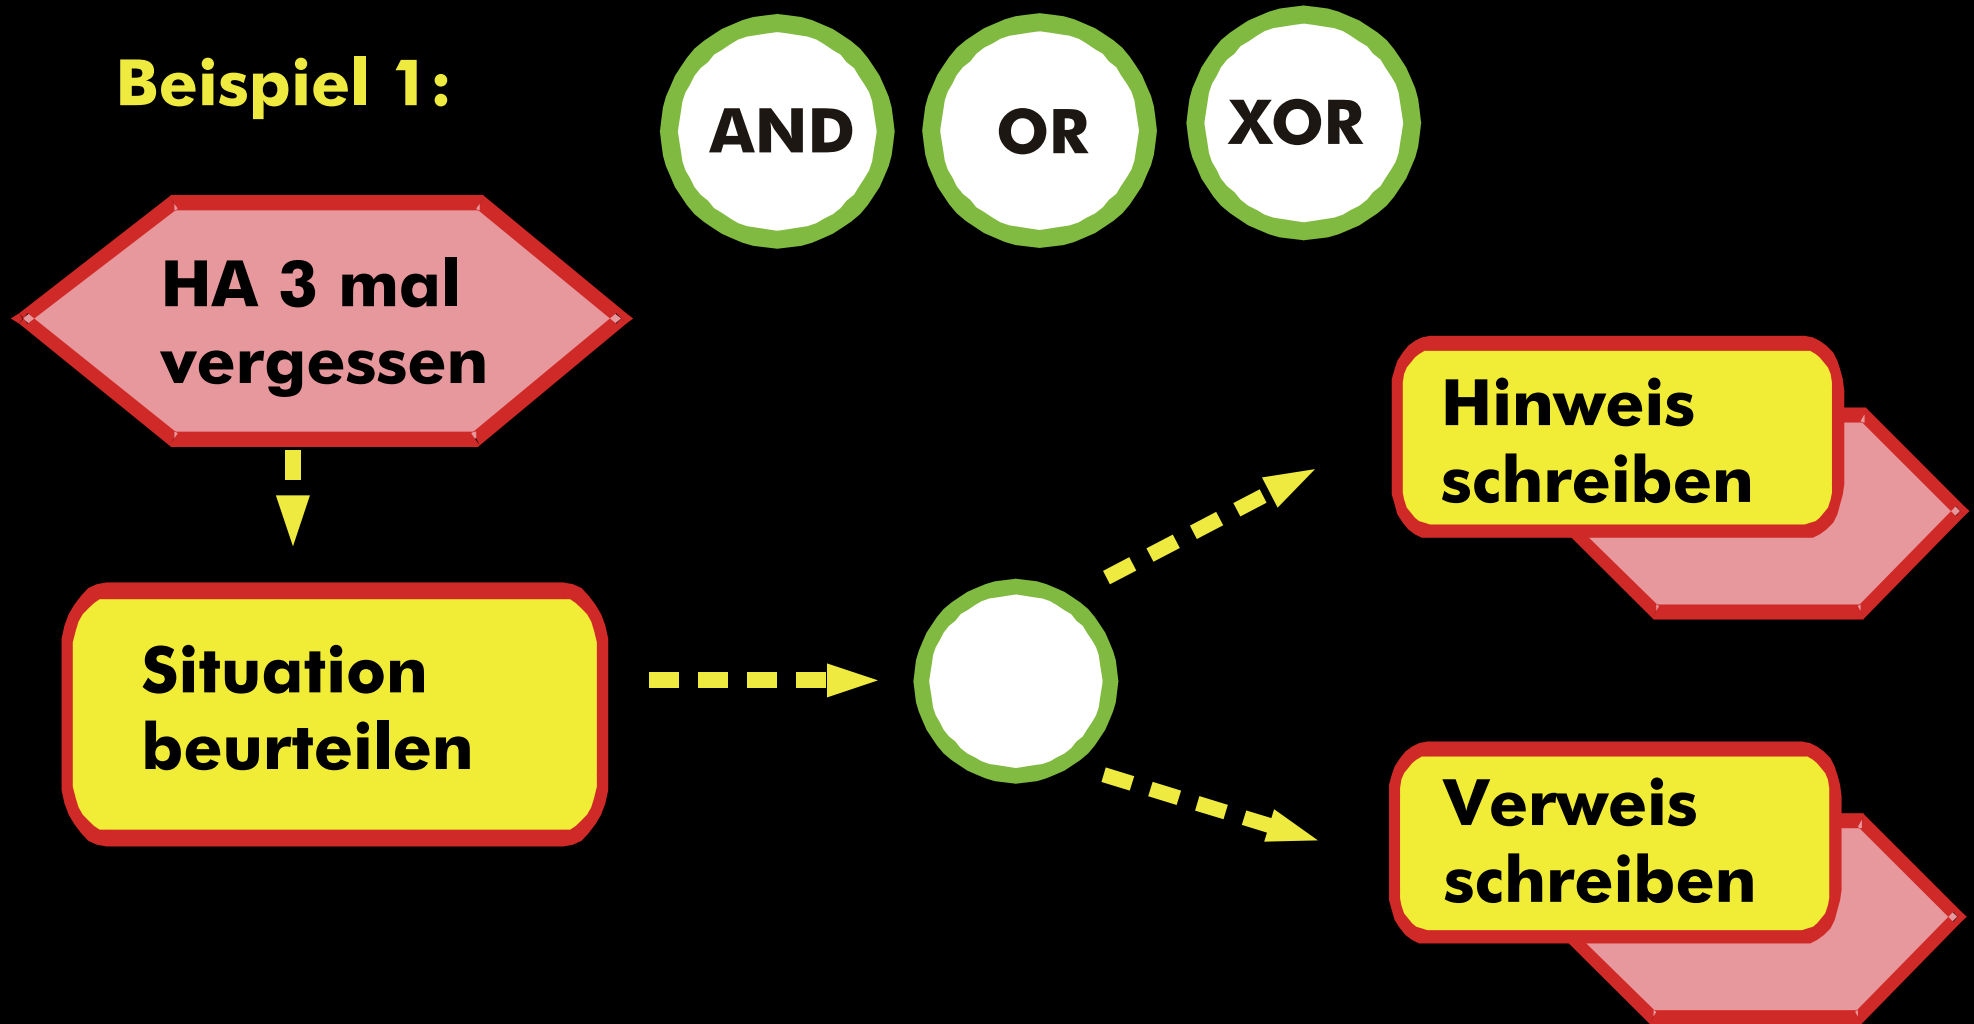 Beispiel 1:
AND
OR
XOR
HA 3 mal
vergessen
Hinweis
schreiben
Situation
beurteilen
Verweis
schreiben